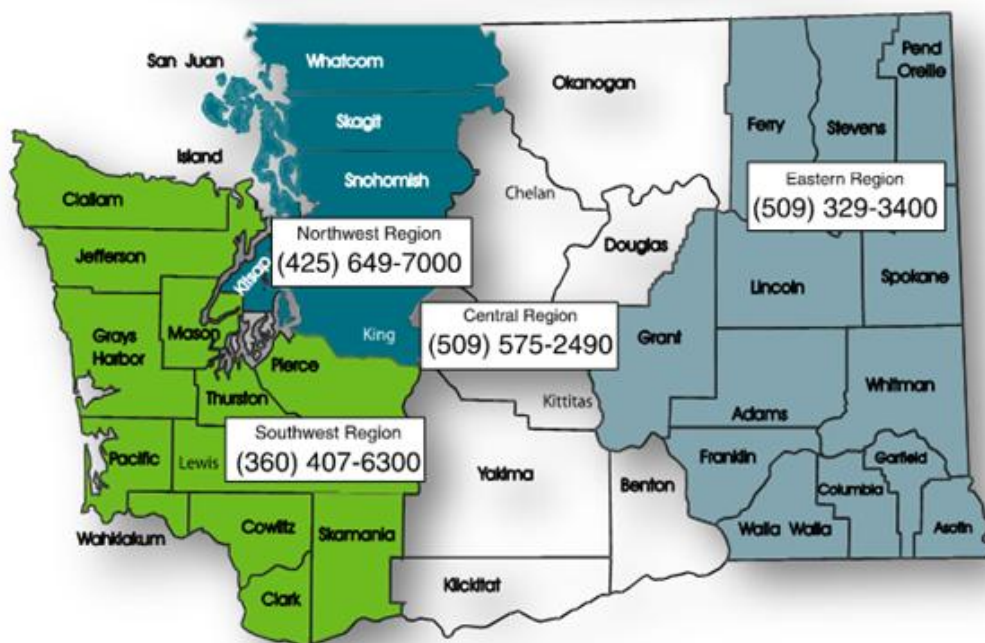 San Juan
Whatcom
Okanogan
Pend
Oreille
Skagit
Ferry
Stevens
Island
Snohomish
Chelan
Eastern Region
(509) 329-3400
Clallam
Northwest Region
(425) 649-7000
Douglas
Jefferson
Kitsap
Lincoln
Spokane
Central Region
(509) 575-2490
Grays
Harbor
Mason
King
Grant
Pierce
Thurston
Kittitas
Adams
Whitman
Southwest Region
(360) 407-6300
Pacific
Lewis
Yakima
Benton
Franklin
Garfield
Columbia
Wahkiakum
Cowlitz
Skamania
Walla Walla
Asotin
Klickitat
Clark